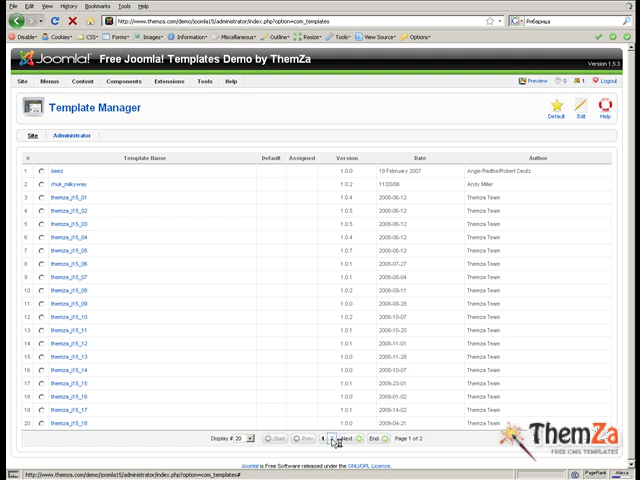 File Edit View History Bookmarks Tools Help
http://www.themza.com/demo/joomla15/administrator/index.php?option=com_templates
Disable Cookies CSS Forms Images Information Miscellaneous Outline Resize Tools View Source Options
Joomla! Free Joomla! Templates Demo by ThemZa
Version 1.5.3
Site Menus Content Components Extensions Tools Help Preview 0 1 Logout
Template Manager
Default Edit Help
Site Administrator
# Template Name Default Assigned Version Date Author
1 beez 1.0.0 19 February 2007 Angie Radtke/Robert Deutz
2 rhuk_milkyway 1.0.2 11/20/06 Andy Miller
3 themza_j15_01 1.0.4 2008-06-12 Themza Team
4 themza_j15_02 1.0.5 2008-06-12 Themza Team
5 themza_j15_03 1.0.5 2008-06-12 Themza Team
6 themza_j15_04 1.0.4 2008-06-12 Themza Team
7 themza_j15_05 1.0.7 2008-06-12 Themza Team
8 themza_j15_06 1.0.1 2008-07-27 Themza Team
9 themza_j15_07 1.0.1 2008-08-04 Themza Team
10 themza_j15_08 1.0.2 2008-09-11 Themza Team
11 themza_j15_09 1.0.0 2008-09-28 Themza Team
12 themza_j15_10 1.0.2 2008-10-07 Themza Team
13 themza_j15_11 1.0.1 2008-10-20 Themza Team
14 themza_j15_12 1.0.1 2008-11-01 Themza Team
15 themza_j15_13 1.0.0 2008-11-28 Themza Team
16 themza_j15_14 1.0.0 2008-10-07 Themza Team
17 themza_j15_15 1.0.1 2009-23-01 Themza Team
18 themza_j15_16 1.0.0 2009-01-02 Themza Team
19 themza_j15_17 1.0.1 2009-14-02 Themza Team
20 themza_j15_18 1.0.0 2009-04-21 Themza Team
Display # 20 Start Prev 1 2 Next End Page 1 of 2
ThemZa
FREE CMS TEMPLATES
Joomla! is Free Software released under the GNU/GPL License.
http://www.themza.com/demo/joomla15/administrator/index.php?option=com_templates# PageRank Alexa